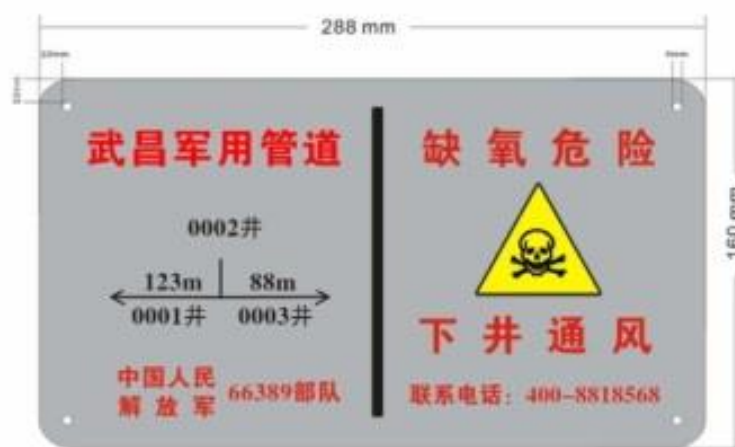 288 mm
160 mm
武昌军用管道
0002井
123m 88m
0001井 0003井
中国人民
解放军 66389部队
缺氧危险
下井通风
联系电话：400-8818568